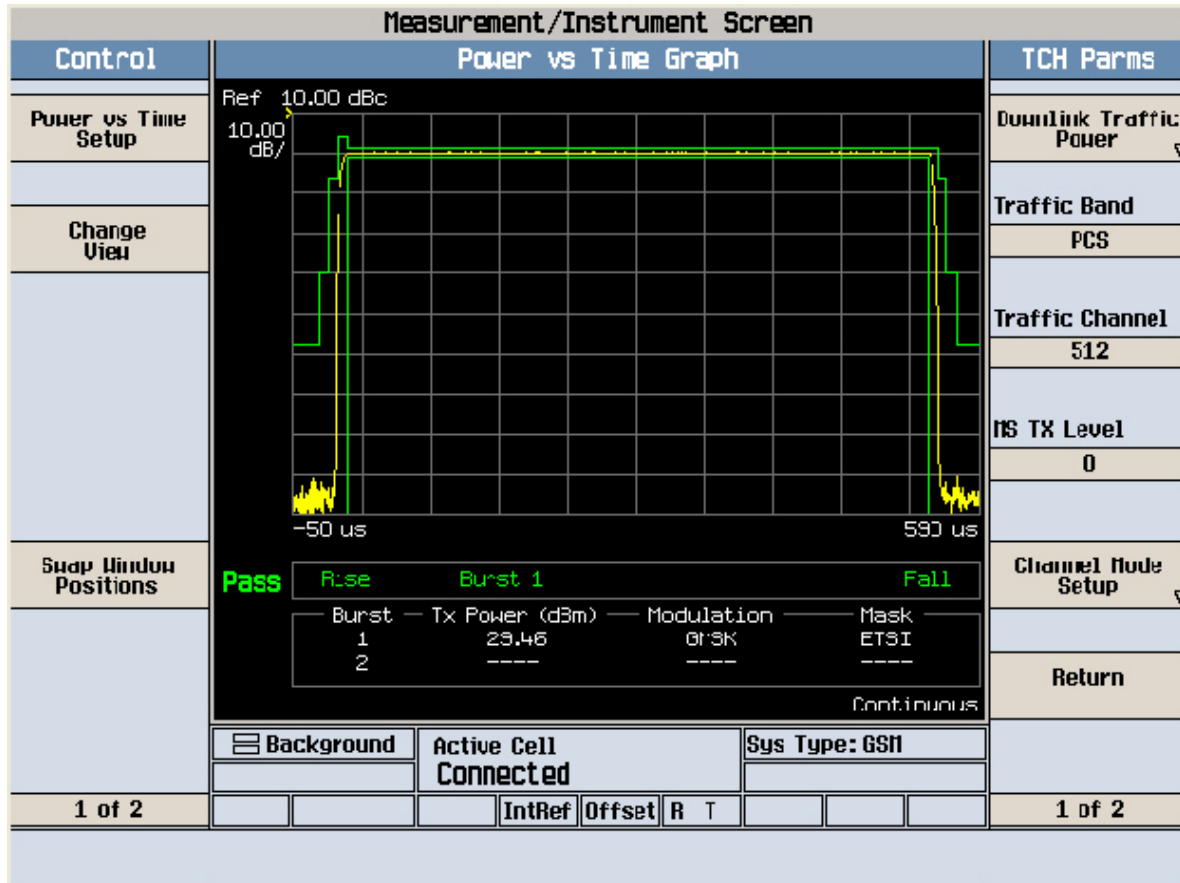 Measurement/Instrument Screen
Control
Power vs Time Graph
TCH Parms
Power vs Time
Setup
Change
View
Swap Window
Positions
1 of 2
Ref 10.00 dBc
10.00
dB/
-50 us
590 us
Pass
Rise
Burst 1
Fall
Burst
Tx Power (dBm)
Modulation
Mask
1
29.46
GMSK
ETSI
2
----
----
----
Continuous
Background
Active Cell
Connected
Sys Type: GSM
IntRef
Offset
R T
Downlink Traffic
Power
Traffic Band
PCS
Traffic Channel
512
MS TX Level
0
Channel Mode
Setup
Return
1 of 2